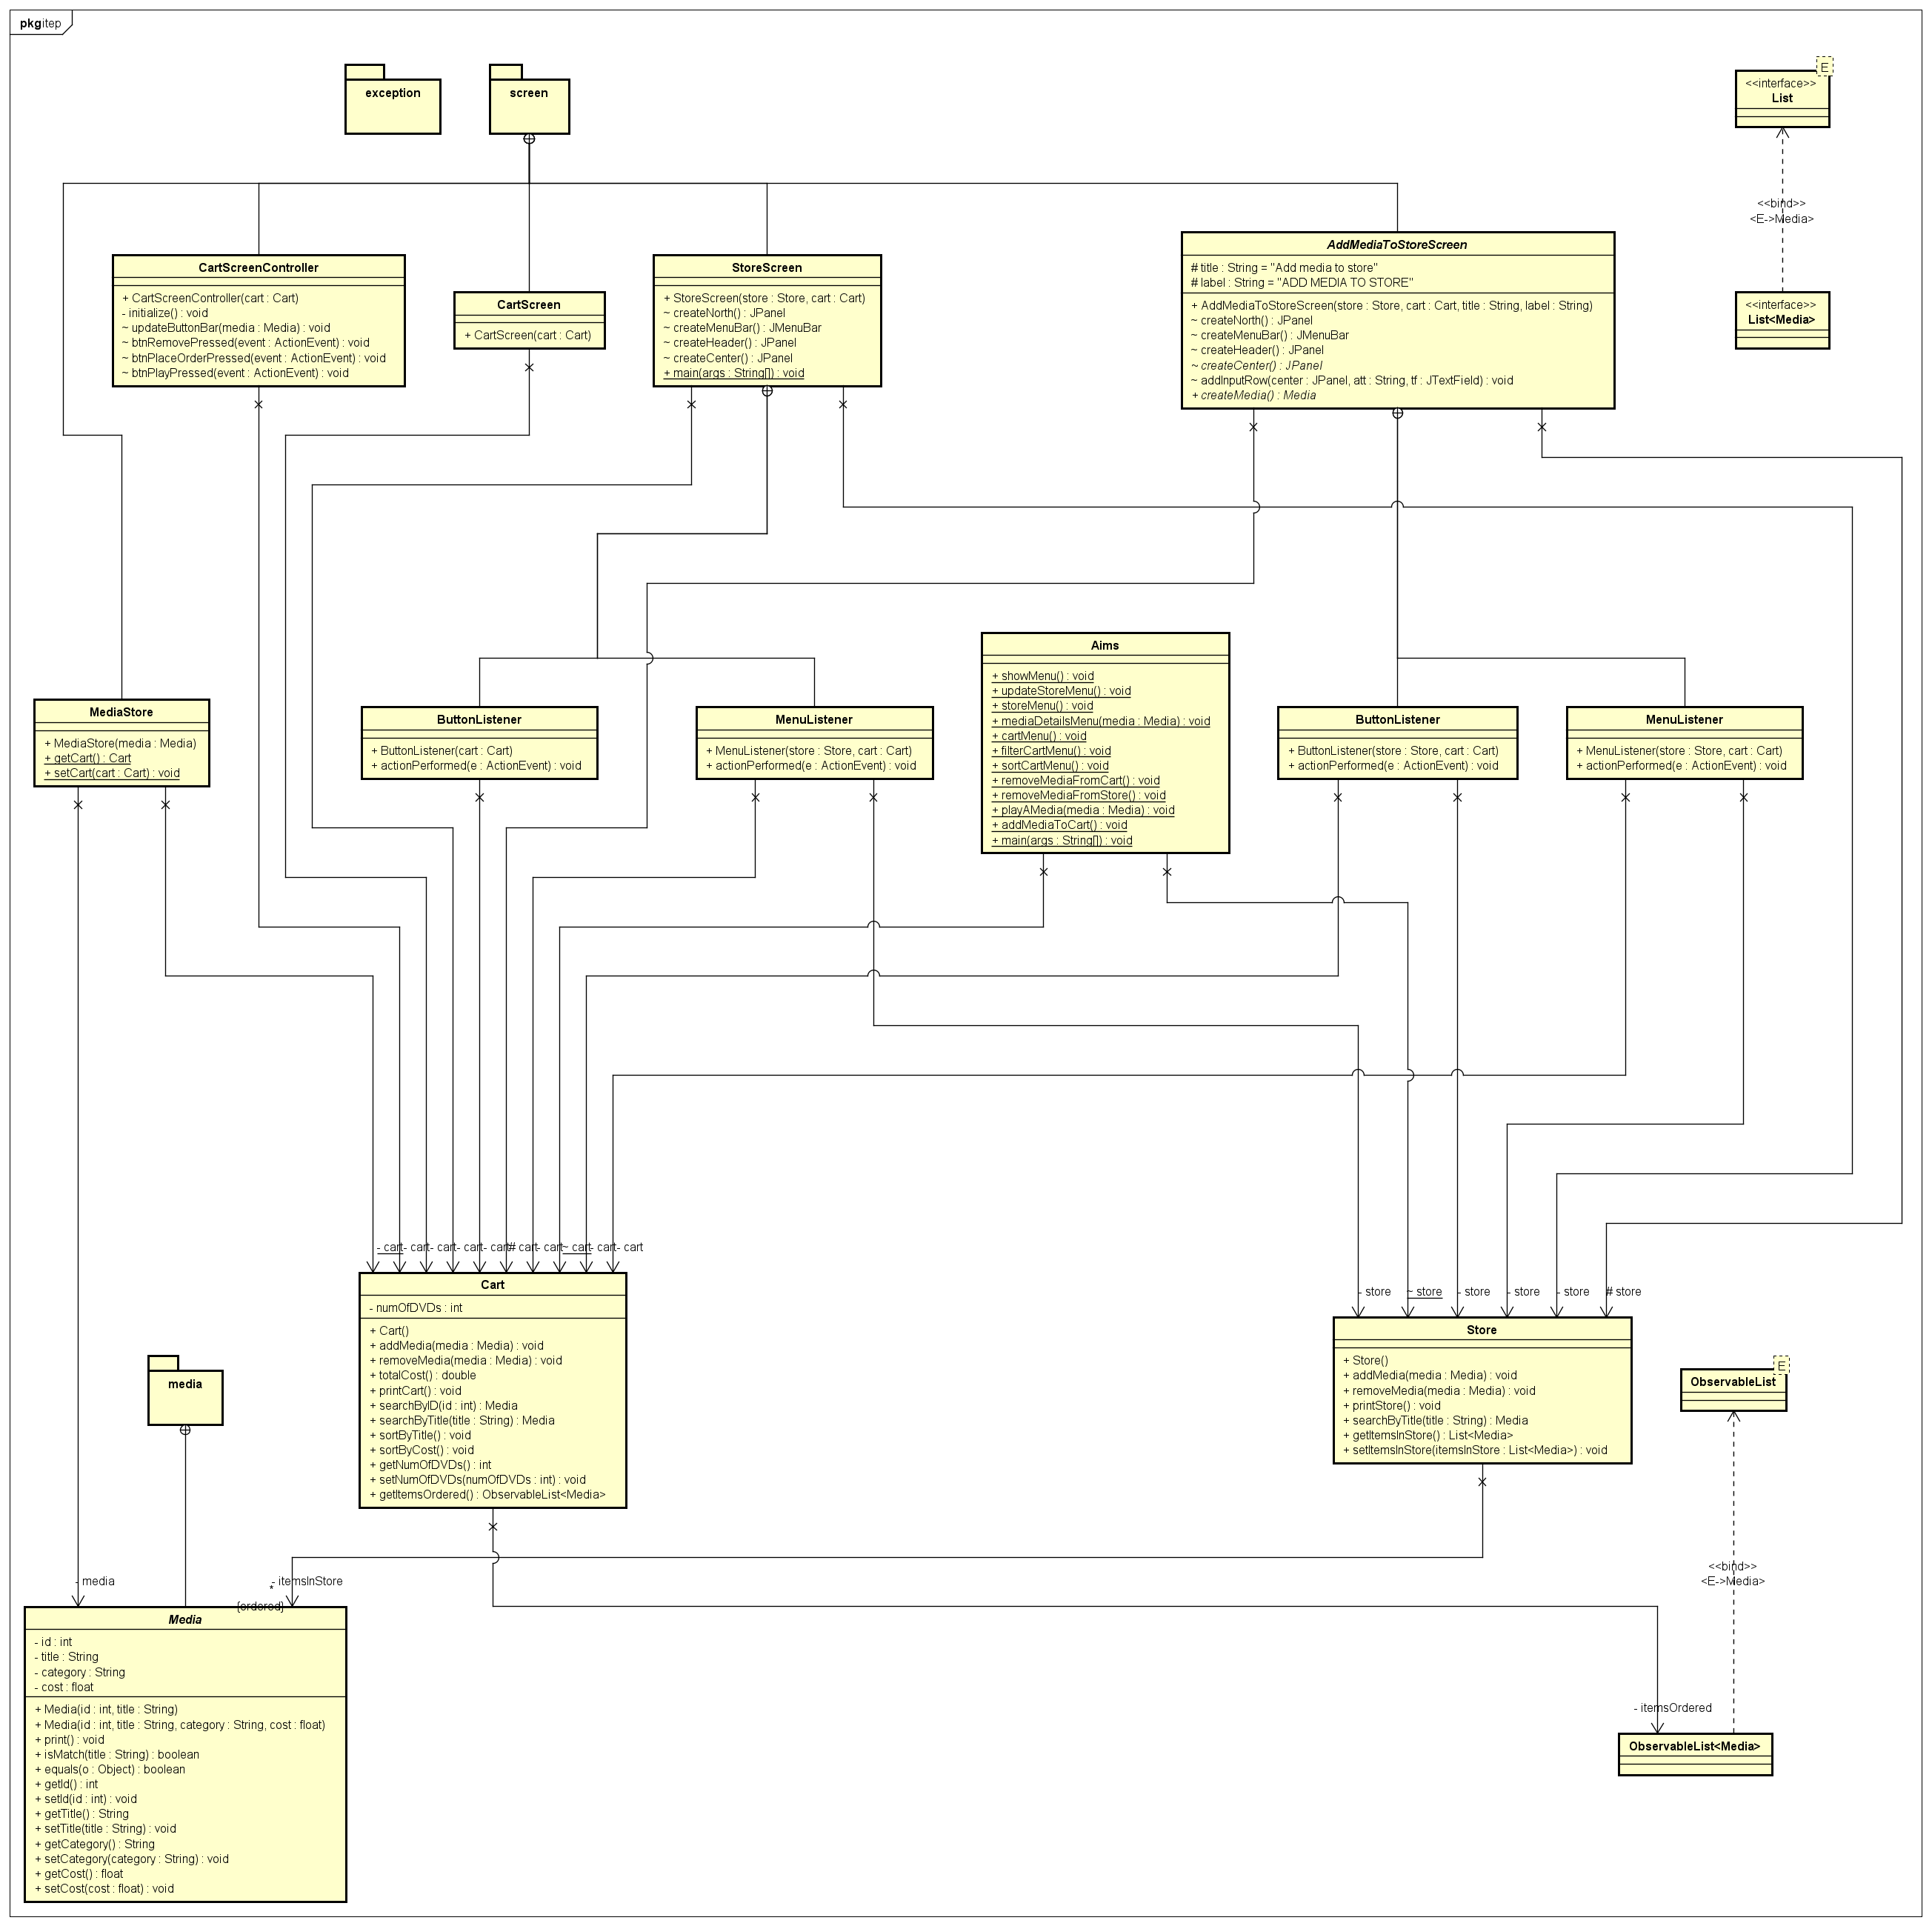 pkg itep
exception
screen
E
<<interface>>
List
<<bind>>
<E->Media>
<<interface>>
List<Media>
CartScreenController
+ CartScreenController(cart : Cart)
- initialize() : void
~ updateButtonBar(media : Media) : void
~ btnRemovePressed(event : ActionEvent) : void
~ btnPlaceOrderPressed(event : ActionEvent) : void
~ btnPlayPressed(event : ActionEvent) : void
CartScreen
+ CartScreen(cart : Cart)
StoreScreen
+ StoreScreen(store : Store, cart : Cart)
~ createNorth() : JPanel
~ createMenuBar() : JMenuBar
~ createHeader() : JPanel
~ createCenter() : JPanel
+ main(args : String[]) : void
AddMediaToStoreScreen
# title : String = "Add media to store"
# label : String = "ADD MEDIA TO STORE"
+ AddMediaToStoreScreen(store : Store, cart : Cart, title : String, label : String)
~ createNorth() : JPanel
~ createMenuBar() : JMenuBar
~ createHeader() : JPanel
~ createCenter() : JPanel
~ addInputRow(center : JPanel, att : String, tf : JTextField) : void
+ createMedia() : Media
MediaStore
+ MediaStore(media : Media)
+ getCart() : Cart
+ setCart(cart : Cart) : void
ButtonListener
+ ButtonListener(cart : Cart)
+ actionPerformed(e : ActionEvent) : void
MenuListener
+ MenuListener(store : Store, cart : Cart)
+ actionPerformed(e : ActionEvent) : void
Aims
+ showMenu() : void
+ updateStoreMenu() : void
+ storeMenu() : void
+ mediaDetailsMenu(media : Media) : void
+ cartMenu() : void
+ filterCartMenu() : void
+ sortCartMenu() : void
+ removeMediaFromCart() : void
+ removeMediaFromStore() : void
+ playAMedia(media : Media) : void
+ addMediaToCart() : void
+ main(args : String[]) : void
ButtonListener
+ ButtonListener(store : Store, cart : Cart)
+ actionPerformed(e : ActionEvent) : void
MenuListener
+ MenuListener(store : Store, cart : Cart)
+ actionPerformed(e : ActionEvent) : void
- cart - cart - cart - cart - cart # cart - cart ~ cart - cart - cart
- store ~ store - store - store - store # store
Cart
- numOfDVDs : int
+ Cart()
+ addMedia(media : Media) : void
+ removeMedia(media : Media) : void
+ totalCost() : double
+ printCart() : void
+ searchByID(id : int) : Media
+ searchByTitle(title : String) : Media
+ sortByTitle() : void
+ sortByCost() : void
+ getNumOfDVDs() : int
+ setNumOfDVDs(numOfDVDs : int) : void
+ getItemsOrdered() : ObservableList<Media>
Store
+ Store()
+ addMedia(media : Media) : void
+ removeMedia(media : Media) : void
+ printStore() : void
+ searchByTitle(title : String) : Media
+ getItemsInStore() : List<Media>
+ setItemsInStore(itemsInStore : List<Media>) : void
E
ObservableList
media
<<bind>>
<E->Media>
- media
- itemsInStore
*
{ordered}
Media
- id : int
- title : String
- category : String
- cost : float
+ Media(id : int, title : String)
+ Media(id : int, title : String, category : String, cost : float)
+ print() : void
+ isMatch(title : String) : boolean
+ equals(o : Object) : boolean
+ getId() : int
+ setId(id : int) : void
+ getTitle() : String
+ setTitle(title : String) : void
+ getCategory() : String
+ setCategory(category : String) : void
+ getCost() : float
+ setCost(cost : float) : void
- itemsOrdered
ObservableList<Media>